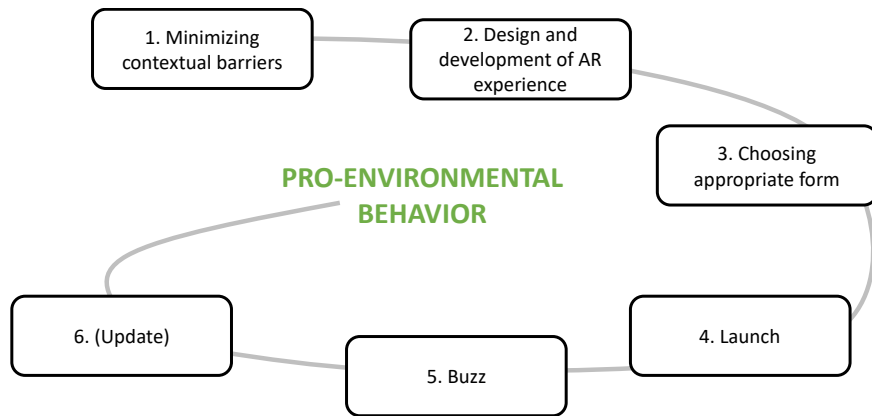 1. Minimizing
contextual barriers
2. Design and
development of AR
experience
3. Choosing
appropriate form
PRO-ENVIRONMENTAL
BEHAVIOR
4. Launch
5. Buzz
6. (Update)